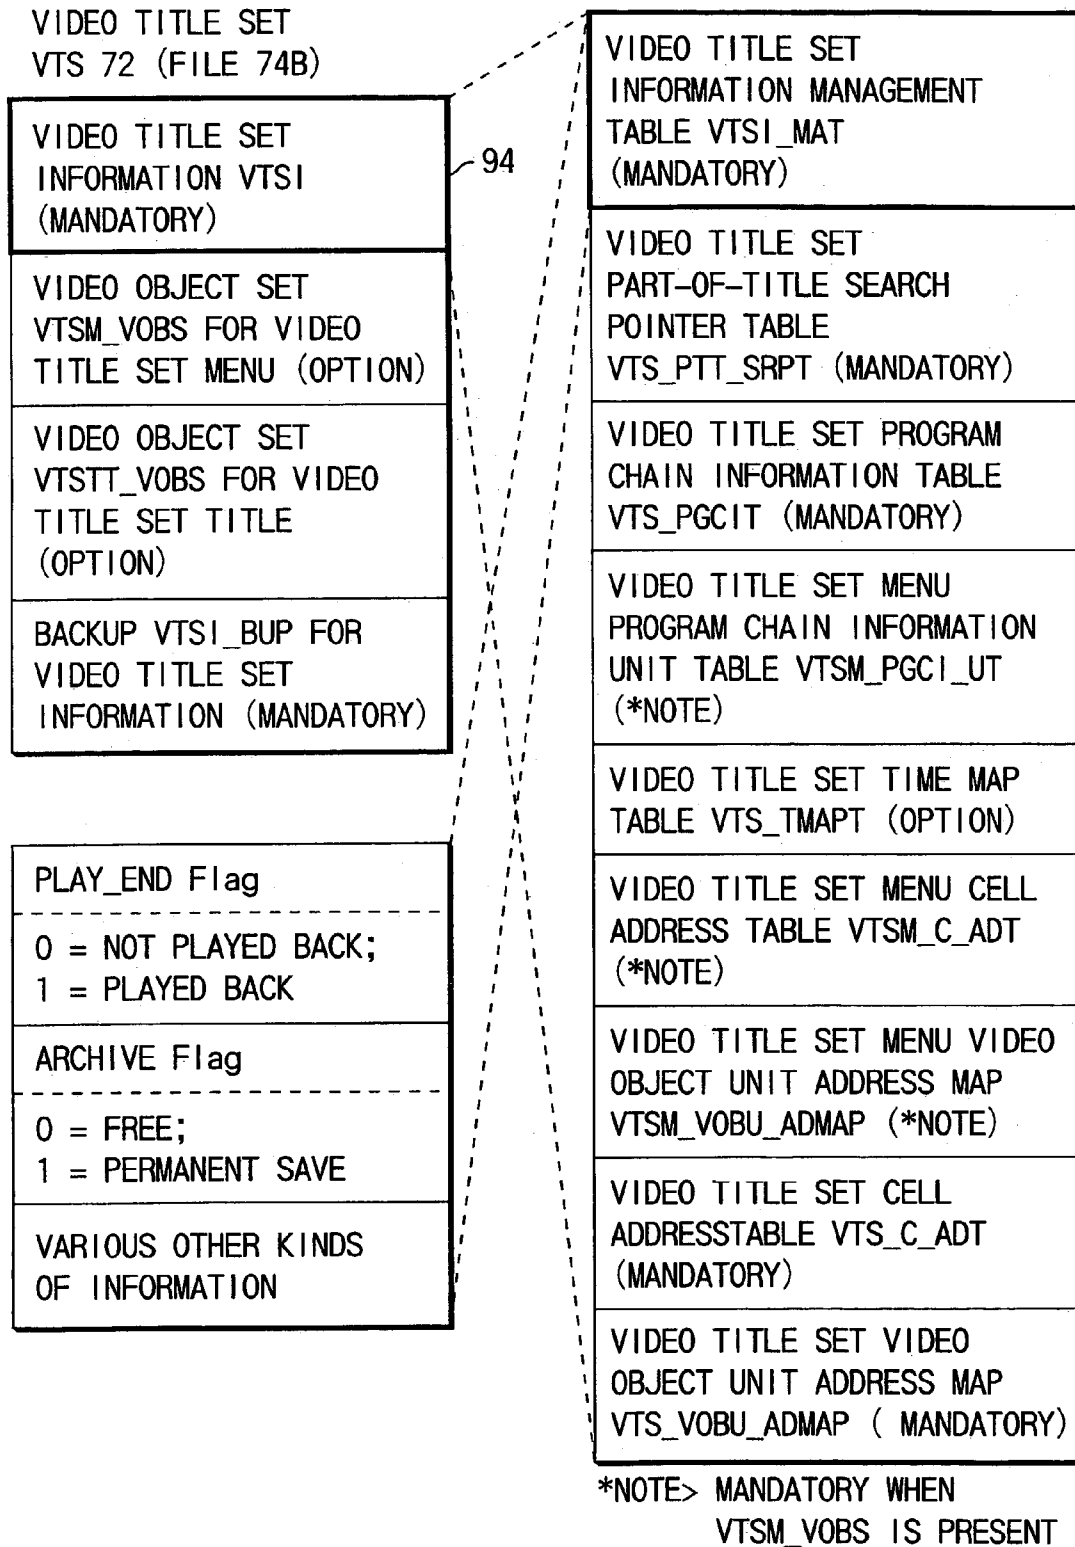 VIDEO TITLE SET
VTS 72 (FILE 74B)
VIDEO TITLE SET
INFORMATION VTSI
(MANDATORY)
94
VIDEO OBJECT SET
VTSM_VOBS FOR VIDEO
TITLE SET MENU (OPTION)
VIDEO OBJECT SET
VTSTT_VOBS FOR VIDEO
TITLE SET TITLE
(OPTION)
BACKUP VTSI_BUP FOR
VIDEO TITLE SET
INFORMATION (MANDATORY)
PLAY_END Flag
0 = NOT PLAYED BACK;
1 = PLAYED BACK
ARCHIVE Flag
0 = FREE;
1 = PERMANENT SAVE
VARIOUS OTHER KINDS
OF INFORMATION
VIDEO TITLE SET
INFORMATION MANAGEMENT
TABLE VTSI_MAT
(MANDATORY)
VIDEO TITLE SET
PART-OF-TITLE SEARCH
POINTER TABLE
VTS_PTT_SRPT (MANDATORY)
VIDEO TITLE SET PROGRAM
CHAIN INFORMATION TABLE
VTS_PGCIT (MANDATORY)
VIDEO TITLE SET MENU
PROGRAM CHAIN INFORMATION
UNIT TABLE VTSM_PGCI_UT
(*NOTE)
VIDEO TITLE SET TIME MAP
TABLE VTS_TMAPT (OPTION)
VIDEO TITLE SET MENU CELL
ADDRESS TABLE VTSM_C_ADT
(*NOTE)
VIDEO TITLE SET MENU VIDEO
OBJECT UNIT ADDRESS MAP
VTSM_VOBU_ADMAP (*NOTE)
VIDEO TITLE SET CELL
ADDRESSTABLE VTS_C_ADT
(MANDATORY)
VIDEO TITLE SET VIDEO
OBJECT UNIT ADDRESS MAP
VTS_VOBU_ADMAP ( MANDATORY)
*NOTE> MANDATORY WHEN
VTSM_VOBS IS PRESENT